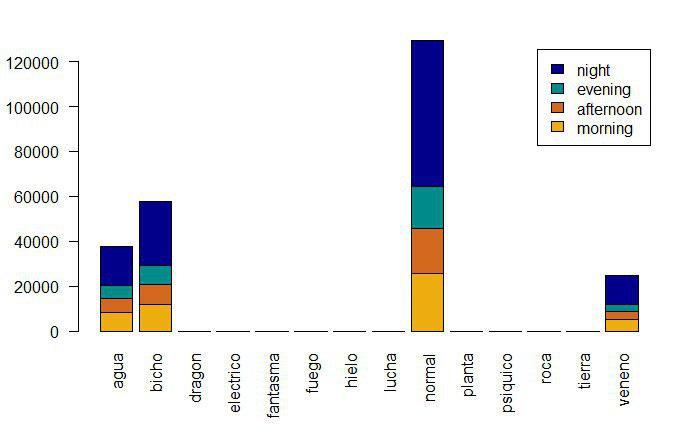 night
evening
afternoon
morning
120000
100000
80000
60000
40000
20000
0
agua
bicho
dragon
electrico
fantasma
fuego
hielo
lucha
normal
planta
psiquico
roca
tierra
veneno